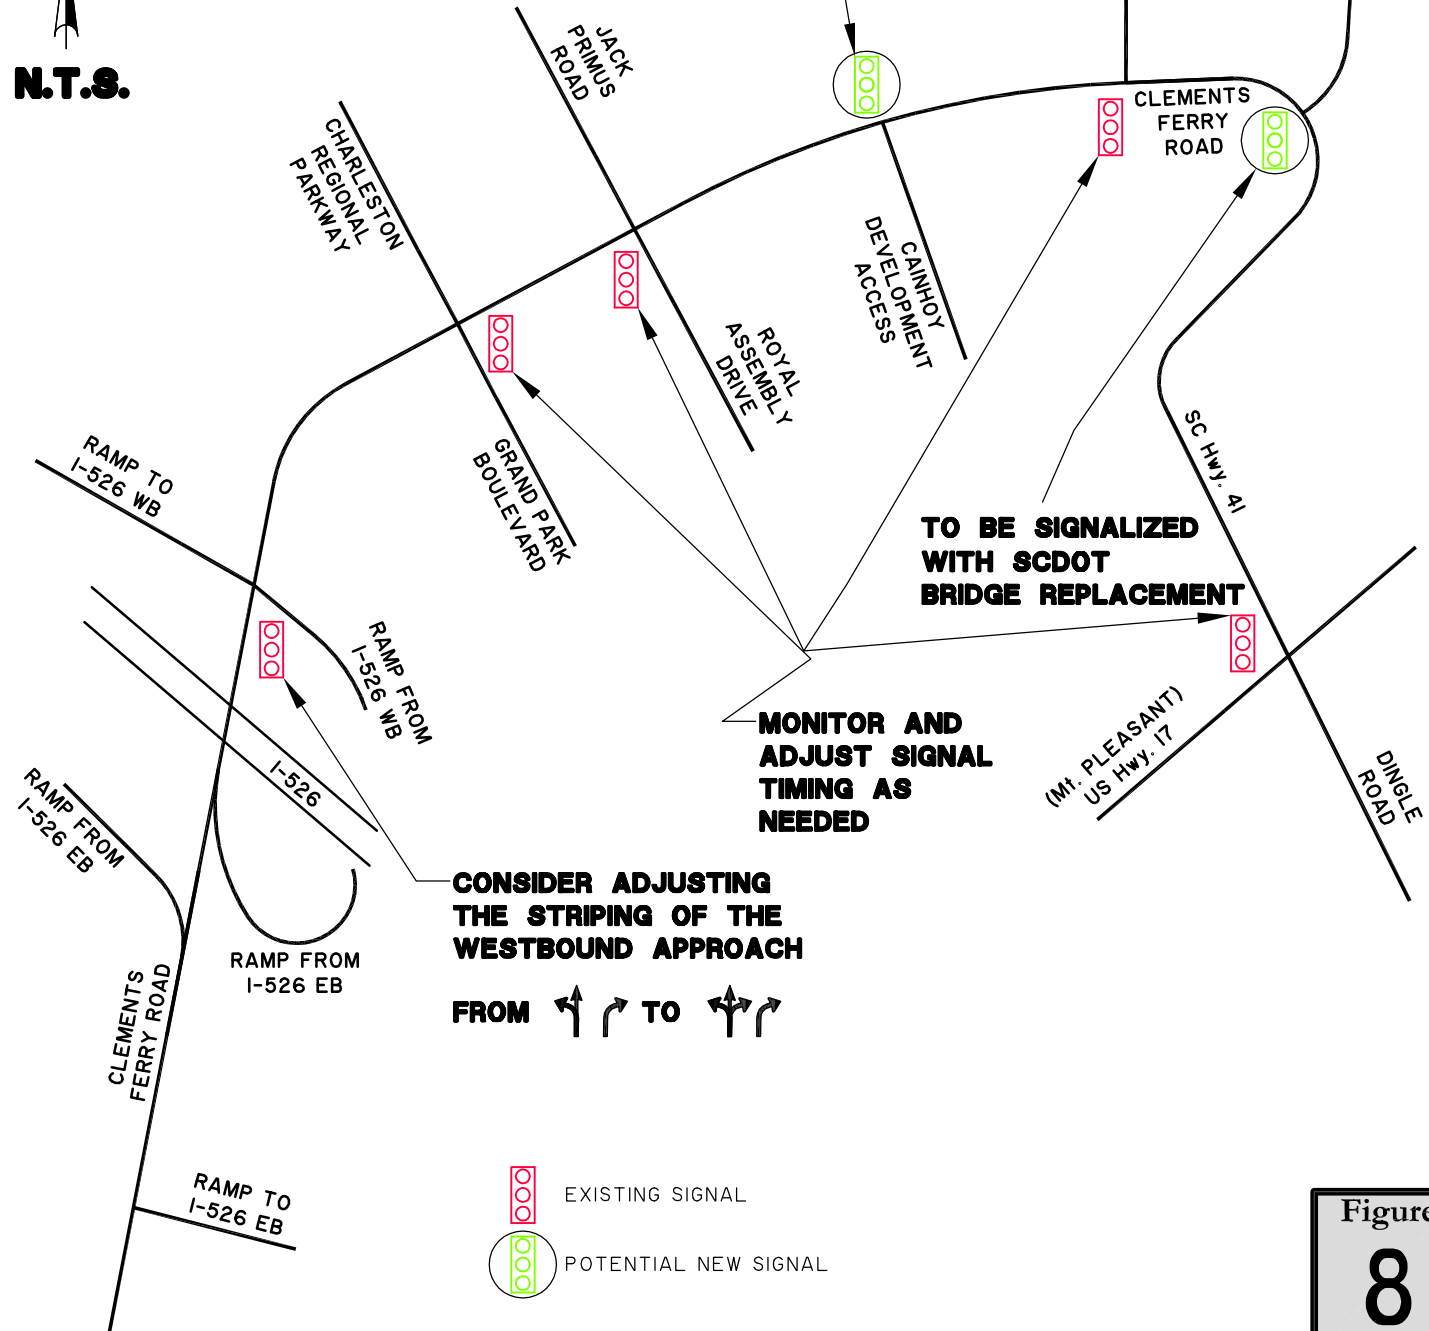 N.T.S.
JACK
PRIMUS
ROAD
CHARLESTON
REGIONAL
PARKWAY
CLEMENTS
FERRY
ROAD
CAINHOY
DEVELOPMENT
ACCESS
ROYAL
ASSEMBLY
DRIVE
GRAND PARK
BOULEVARD
RAMP TO
I-526 WB
SC Hwy. 41
TO BE SIGNALIZED
WITH SCDOT
BRIDGE REPLACEMENT
RAMP FROM
I-526 WB
MONITOR AND
ADJUST SIGNAL
TIMING AS
NEEDED
(Mt. PLEASANT)
US Hwy. 17
DINGLE
ROAD
I-526
RAMP FROM
I-526 EB
CONSIDER ADJUSTING
THE STRIPING OF THE
WESTBOUND APPROACH
FROM TO
RAMP FROM
I-526 EB
CLEMENTS
FERRY ROAD
RAMP TO
I-526 EB
EXISTING SIGNAL
POTENTIAL NEW SIGNAL
Figure
8